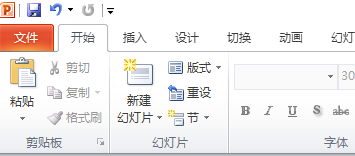 文件 开始 插入 设计 切换 动画 幻灯
粘贴
剪切
复制
格式刷
剪贴板
新建
幻灯片
版式
重设
节
幻灯片
30
B I U S abc
字体